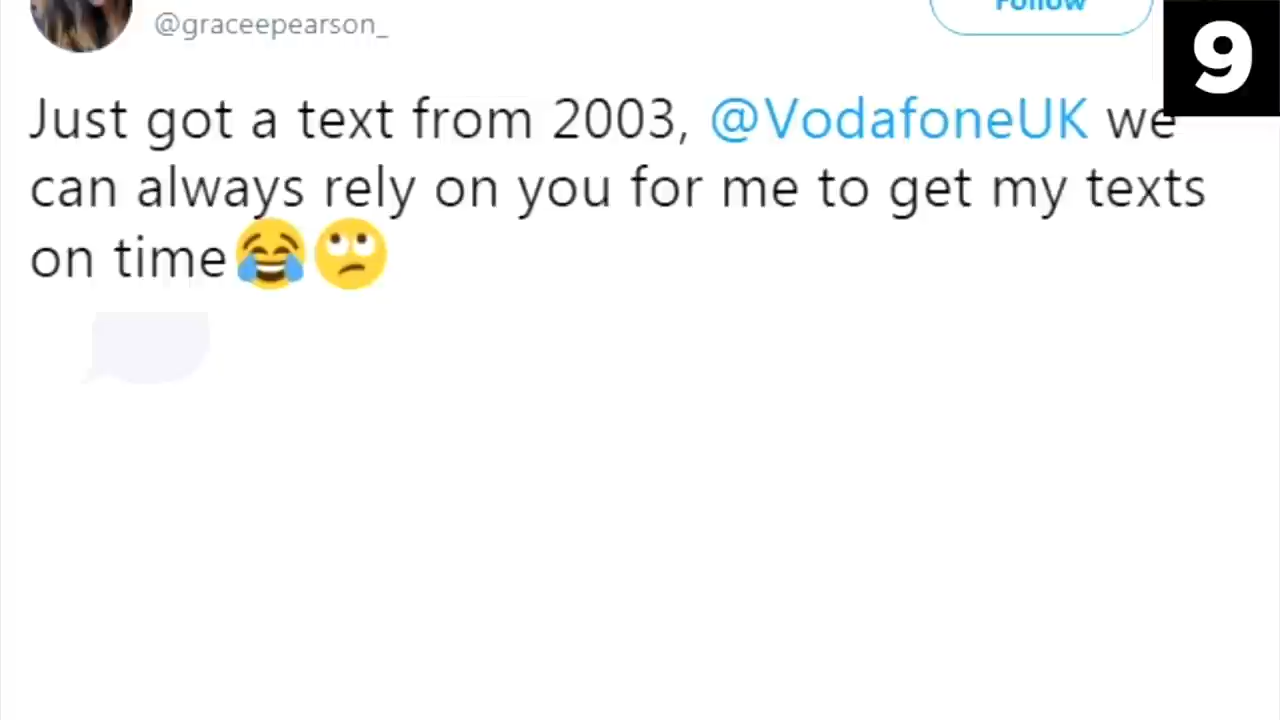 @graceepearson_
Follow
9
Just got a text from 2003, @VodafoneUK we
can always rely on you for me to get my texts
on time😂🙄